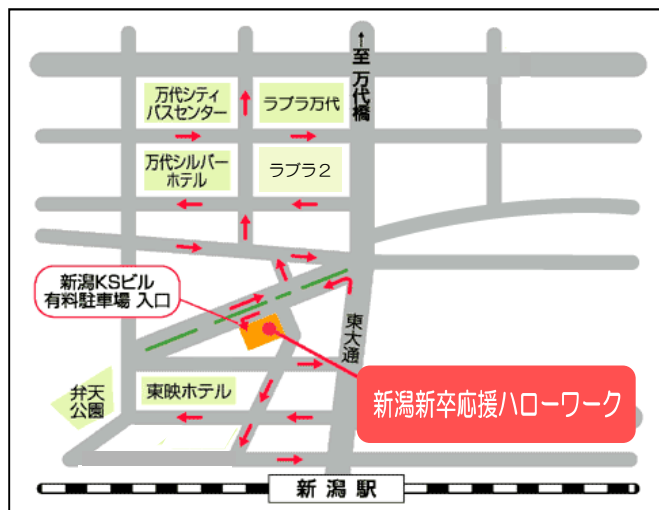 ←至 万代橋
万代シティ
バスセンター
ラブラ万代
万代シルバー
ホテル
ラブラ2
新潟KSビル
有料駐車場 入口
東大通
弁天
公園
東映ホテル
新潟新卒応援ハローワーク
新潟駅